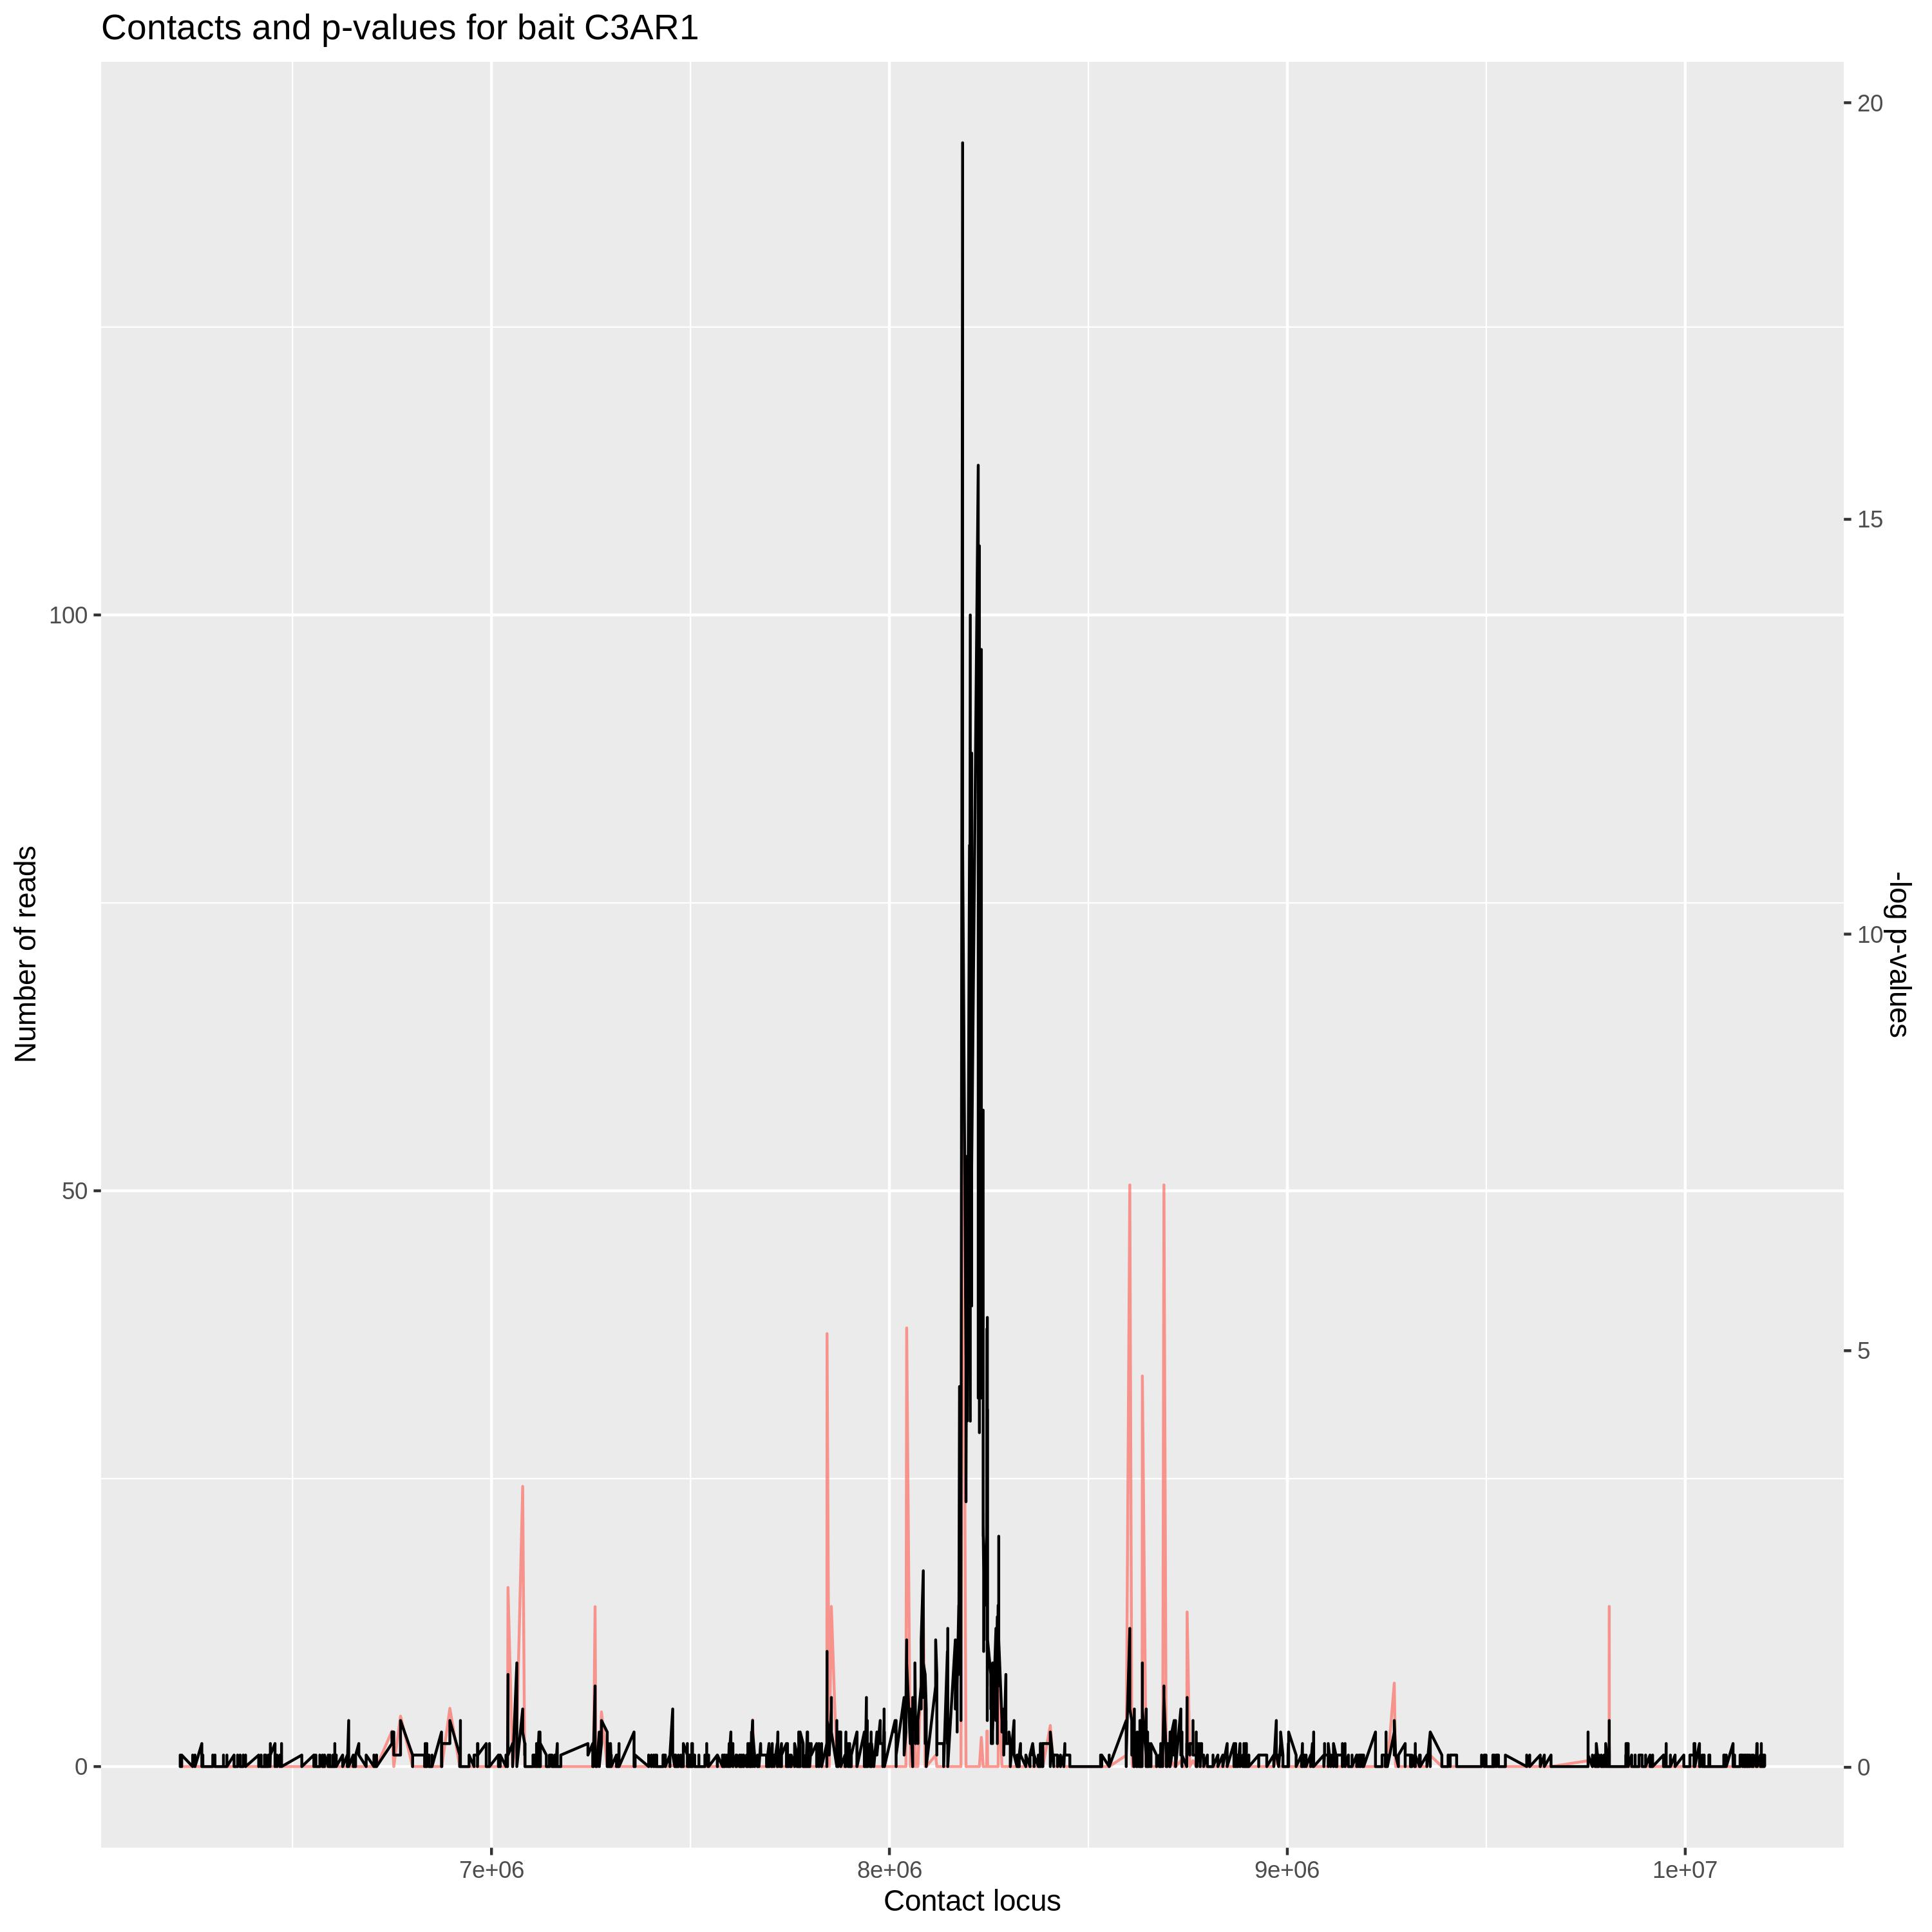 Contacts and p-values for bait C3AR1
20
15
100
10
50
5
0
0
Number of reads
-log p-values
7e+06
8e+06
9e+06
1e+07
Contact locus